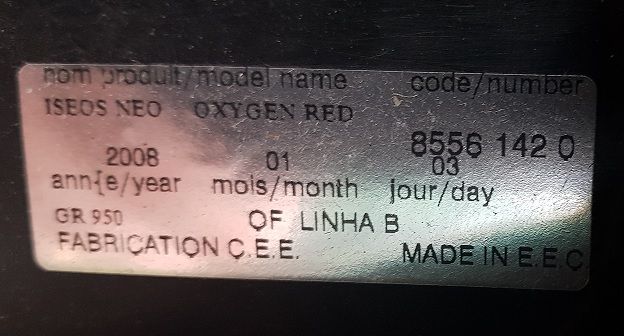 nom produit/model name code/number
ISEOS NEO OXYGEN RED
8556 142 0
2008 01 03
ann{e/year mois/month jour/day
GR 950 OF LINHA B
FABRICATION C.E.E. MADE IN E.E.C